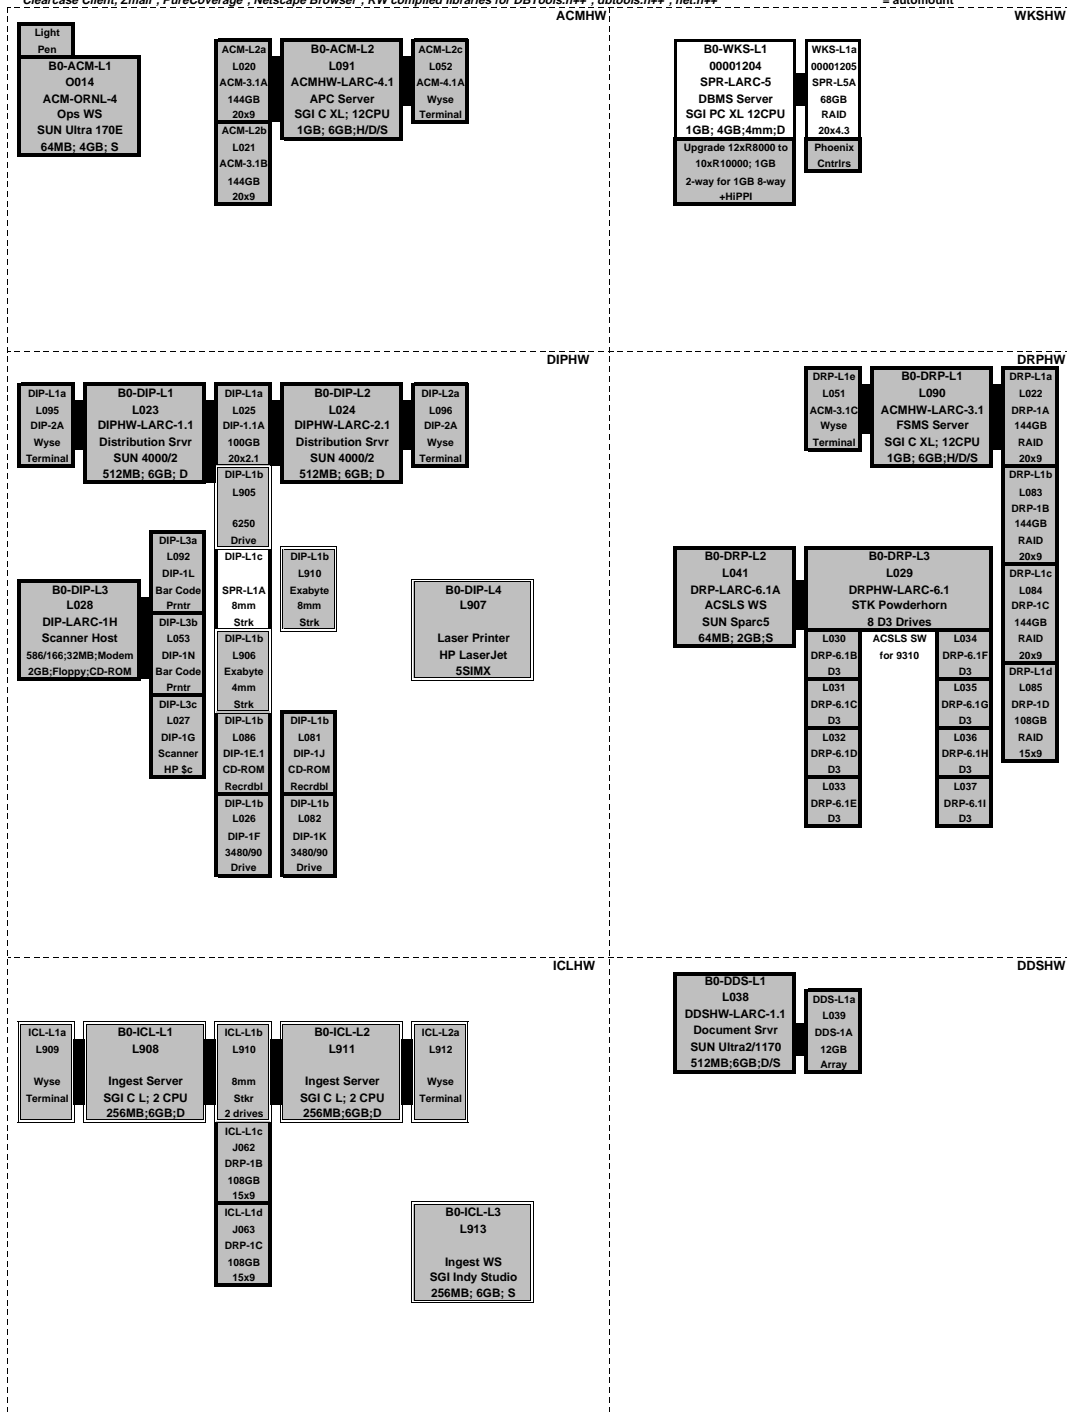 Clearcase Client, Zmail , PureCoverage , Netscape Browser , RW compiled libraries for DBTools.h++ , dbtools.h++ , net.h++
= automount
ACMHW
Light
Pen
B0-ACM-L1
O014
ACM-ORNL-4
Ops WS
SUN Ultra 170E
64MB; 4GB; S
ACM-L2a
L020
ACM-3.1A
144GB
20x9
ACM-L2b
L021
ACM-3.1B
144GB
20x9
B0-ACM-L2
L091
ACMHW-LARC-4.1
APC Server
SGI C XL; 12CPU
1GB; 6GB;H/D/S
ACM-L2c
L052
ACM-4.1A
Wyse
Terminal
WKSHW
B0-WKS-L1
00001204
SPR-LARC-5
DBMS Server
SGI PC XL 12CPU
1GB; 4GB;4mm;D
Upgrade 12xR8000 to
10xR10000; 1GB
2-way for 1GB 8-way
+HiPPI
WKS-L1a
00001205
SPR-L5A
68GB
RAID
20x4.3
Phoenix
Cntrlrs
DIPHW
DIP-L1a
L095
DIP-2A
Wyse
Terminal
B0-DIP-L1
L023
DIPHW-LARC-1.1
Distribution Srvr
SUN 4000/2
512MB; 6GB; D
DIP-L1a
L025
DIP-1.1A
100GB
20x2.1
B0-DIP-L2
L024
DIPHW-LARC-2.1
Distribution Srvr
SUN 4000/2
512MB; 6GB; D
DIP-L2a
L096
DIP-2A
Wyse
Terminal
DIP-L1b
L905
6250
Drive
DIP-L1c
SPR-L1A
8mm
Strk
DIP-L1b
L906
Exabyte
4mm
Strk
DIP-L1b
L086
DIP-1E.1
CD-ROM
Recrdbl
DIP-L1b
L026
DIP-1F
3480/90
Drive
DIP-L1b
L910
Exabyte
8mm
Strk
DIP-L1b
L081
DIP-1J
CD-ROM
Recrdbl
DIP-L1b
L082
DIP-1K
3480/90
Drive
B0-DIP-L3
L028
DIP-LARC-1H
Scanner Host
586/166;32MB;Modem
2GB;Floppy;CD-ROM
DIP-L3a
L092
DIP-1L
Bar Code
Prntr
DIP-L3b
L053
DIP-1N
Bar Code
Prntr
DIP-L3c
L027
DIP-1G
Scanner
HP $c
B0-DIP-L4
L907
Laser Printer
HP LaserJet
5SIMX
DRPHW
DRP-L1e
L051
ACM-3.1C
Wyse
Terminal
B0-DRP-L1
L090
ACMHW-LARC-3.1
FSMS Server
SGI C XL; 12CPU
1GB; 6GB;H/D/S
DRP-L1a
L022
DRP-1A
144GB
RAID
20x9
DRP-L1b
L083
DRP-1B
144GB
RAID
20x9
DRP-L1c
L084
DRP-1C
144GB
RAID
20x9
DRP-L1d
L085
DRP-1D
108GB
RAID
15x9
B0-DRP-L2
L041
DRP-LARC-6.1A
ACSLS WS
SUN Sparc5
64MB; 2GB;S
B0-DRP-L3
L029
DRPHW-LARC-6.1
STK Powderhorn
8 D3 Drives
L030
DRP-6.1B
D3
L031
DRP-6.1C
D3
L032
DRP-6.1D
D3
L033
DRP-6.1E
D3
ACSLS SW
for 9310
L034
DRP-6.1F
D3
L035
DRP-6.1G
D3
L036
DRP-6.1H
D3
L037
DRP-6.1I
D3
ICLHW
ICL-L1a
L909
Wyse
Terminal
B0-ICL-L1
L908
Ingest Server
SGI C L; 2 CPU
256MB;6GB;D
ICL-L1b
L910
8mm
Stkr
2 drives
B0-ICL-L2
L911
Ingest Server
SGI C L; 2 CPU
256MB;6GB;D
ICL-L2a
L912
Wyse
Terminal
ICL-L1c
J062
DRP-1B
108GB
15x9
ICL-L1d
J063
DRP-1C
108GB
15x9
B0-ICL-L3
L913
Ingest WS
SGI Indy Studio
256MB; 6GB; S
DDSHW
B0-DDS-L1
L038
DDSHW-LARC-1.1
Document Srvr
SUN Ultra2/1170
512MB;6GB;D/S
DDS-L1a
L039
DDS-1A
12GB
Array